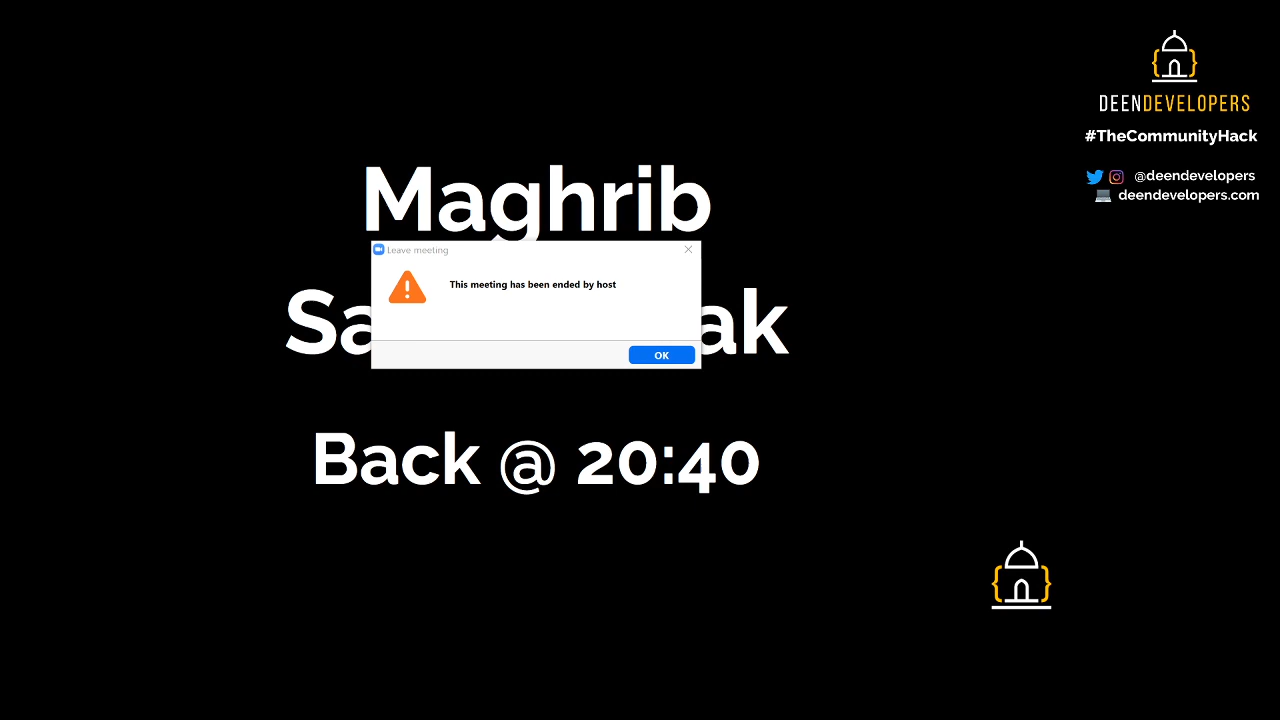 DEENDEVELOPERS
#TheCommunityHack
@deendevelopers
deendevelopers.com
Maghrib
Leave meeting
This meeting has been ended by host
OK
Back @ 20:40